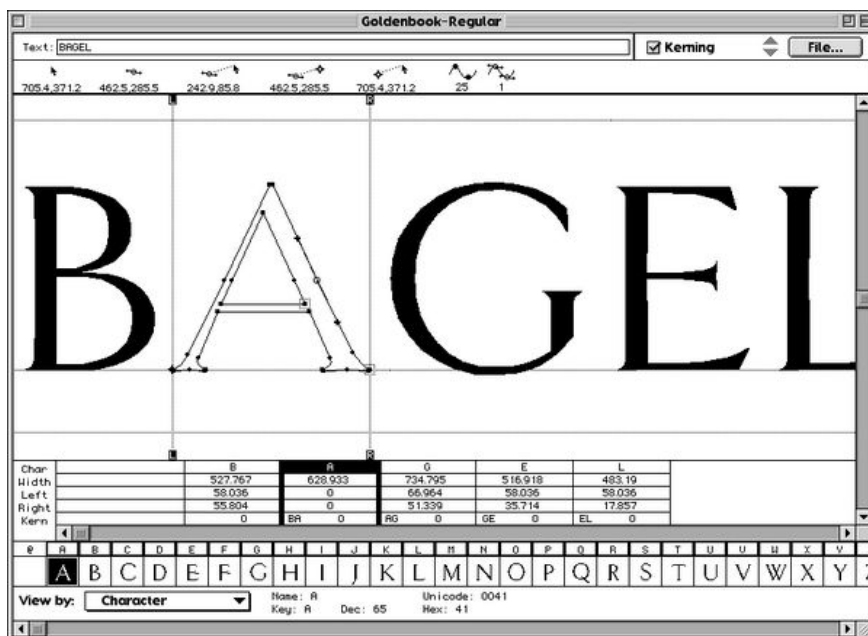 Goldenbook-Regular
Text: BAGEL
Kerning
File...
705.4,371.2 462.5,285.5 242.9,85.8 462.5,285.5 705.4,371.2 25 1
L R
BAGEL
L R
Char B A G E L
Width 527.767 628.933 734.795 516.918 483.19
Left 58.036 0 66.964 58.036 58.036
Right 55.804 0 51.339 35.714 17.857
Kern 0 BA 0 AG 0 GE 0 EL 0
@ A B C D E F G H I J K L M N O P Q R S T U V W X Y
A B C D E F G H I J K L M N O P Q R S T U V W X Y
View by: Character
Name: A Unicode: 0041
Key: A Dec: 65 Hex: 41